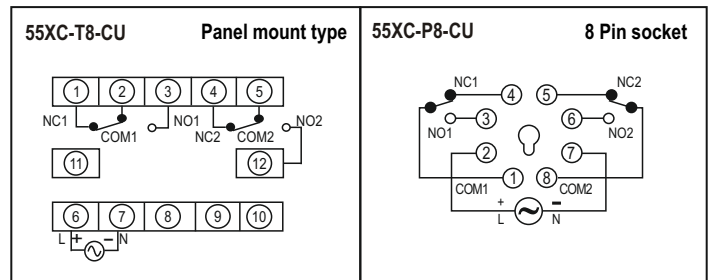 55XC-T8-CU Panel mount type
1 2 3 4 5
NC1 COM1 NO1 NC2 COM2 NO2
11 12
6 7 8 9 10
L + ~ − N
55XC-P8-CU 8 Pin socket
NC1 4 5 NC2
NO1 3 6 NO2
2 7
COM1 1 8 COM2
+ ~ −
L N